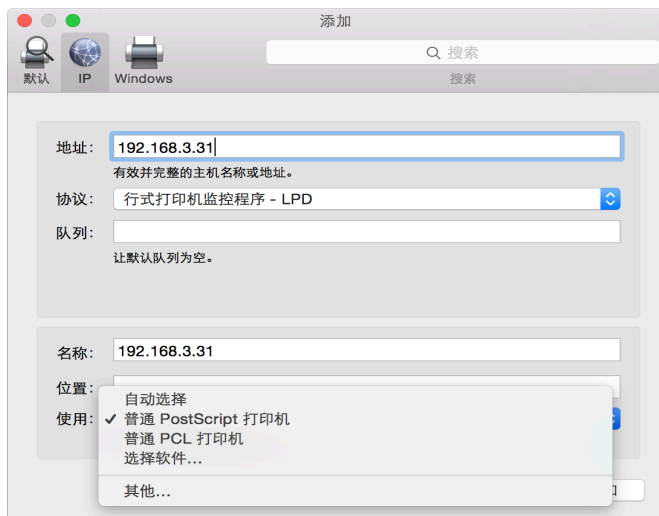 添加
搜索
默认 IP Windows 搜索
地址: 192.168.3.31
有效并完整的主机名称或地址。
协议: 行式打印机监控程序 - LPD
队列:
让默认队列为空。
名称: 192.168.3.31
位置:
自动选择
使用: ✓ 普通 PostScript 打印机
普通 PCL 打印机
选择软件...
其他...